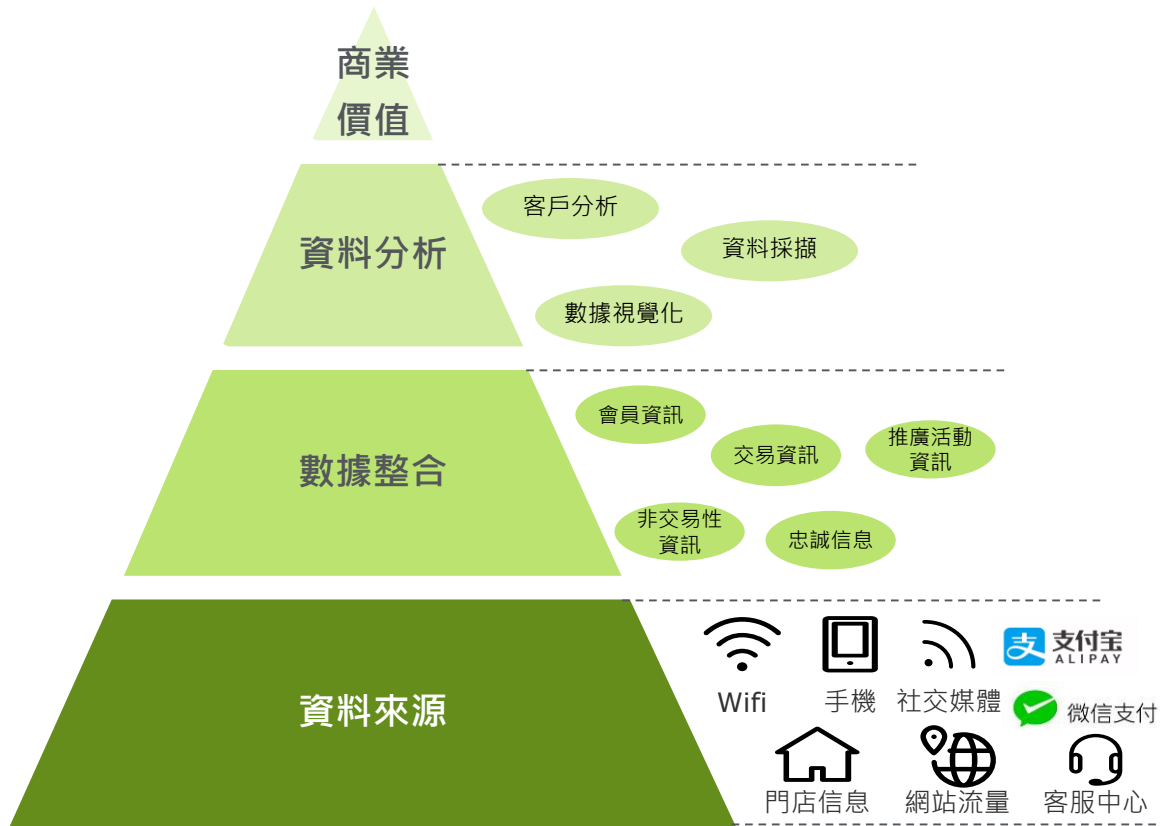 商業
價值
客戶分析
資料採擷
資料分析
數據視覺化
會員資訊
交易資訊
推廣活動
資訊
數據整合
非交易性
資訊
忠誠信息
資料來源
支
支付宝
ALIPAY
Wifi
手機
社交媒體
微信支付
門店信息
網站流量
客服中心